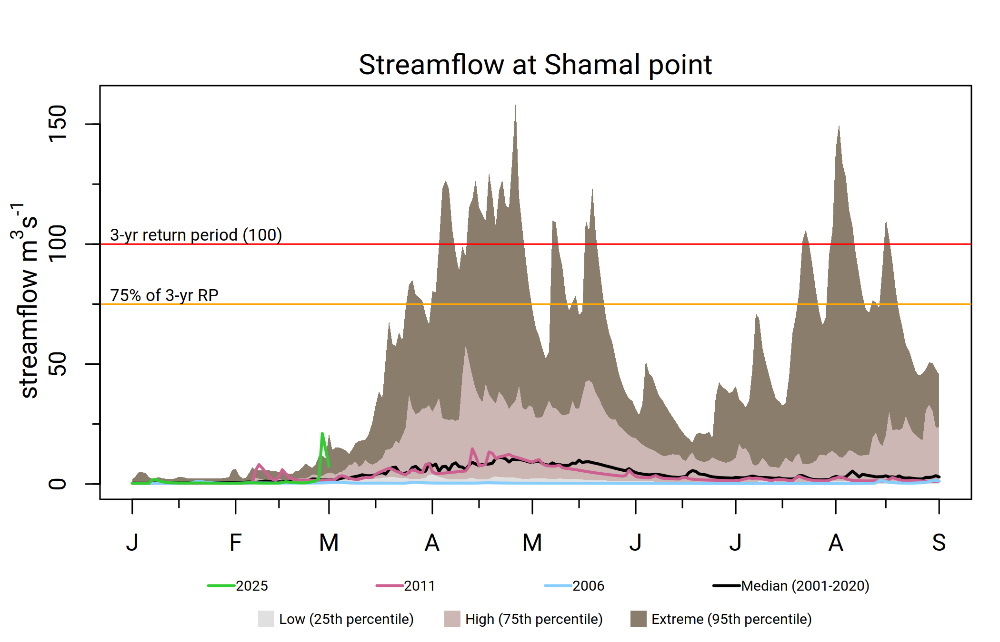 Streamflow at Shamal point
streamflow m3s-1
150
100
50
0
3-yr return period (100)
75% of 3-yr RP
J F M A M J J A S
2025 2011 2006 Median (2001-2020)
Low (25th percentile) High (75th percentile) Extreme (95th percentile)